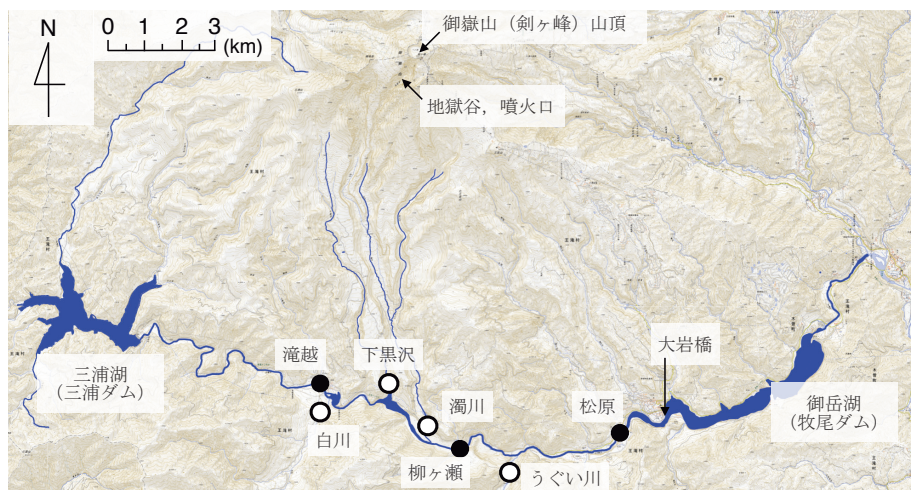 N
0 1 2 3
(km)
御嶽山（剣ヶ峰）山頂
地獄谷，噴火口
三浦湖
（三浦ダム）
滝越
下黒沢
大岩橋
濁川
松原
御岳湖
（牧尾ダム）
白川
柳ヶ瀬
うぐい川